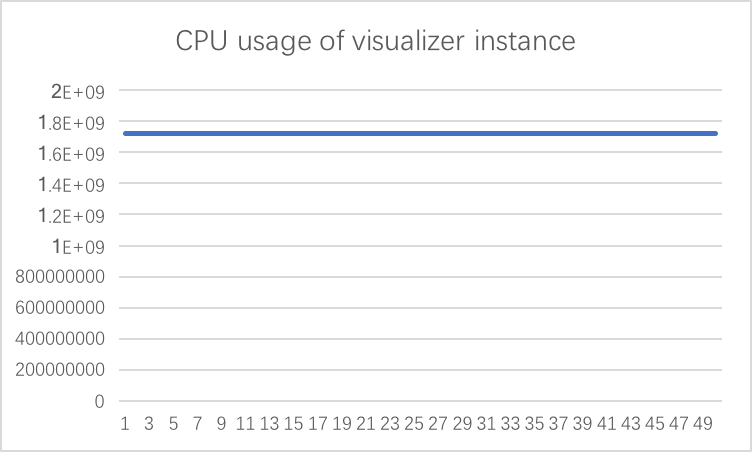 CPU usage of visualizer instance
2E+09
1.8E+09
1.6E+09
1.4E+09
1.2E+09
1E+09
800000000
600000000
400000000
200000000
0
1 3 5 7 9 11 13 15 17 19 21 23 25 27 29 31 33 35 37 39 41 43 45 47 49